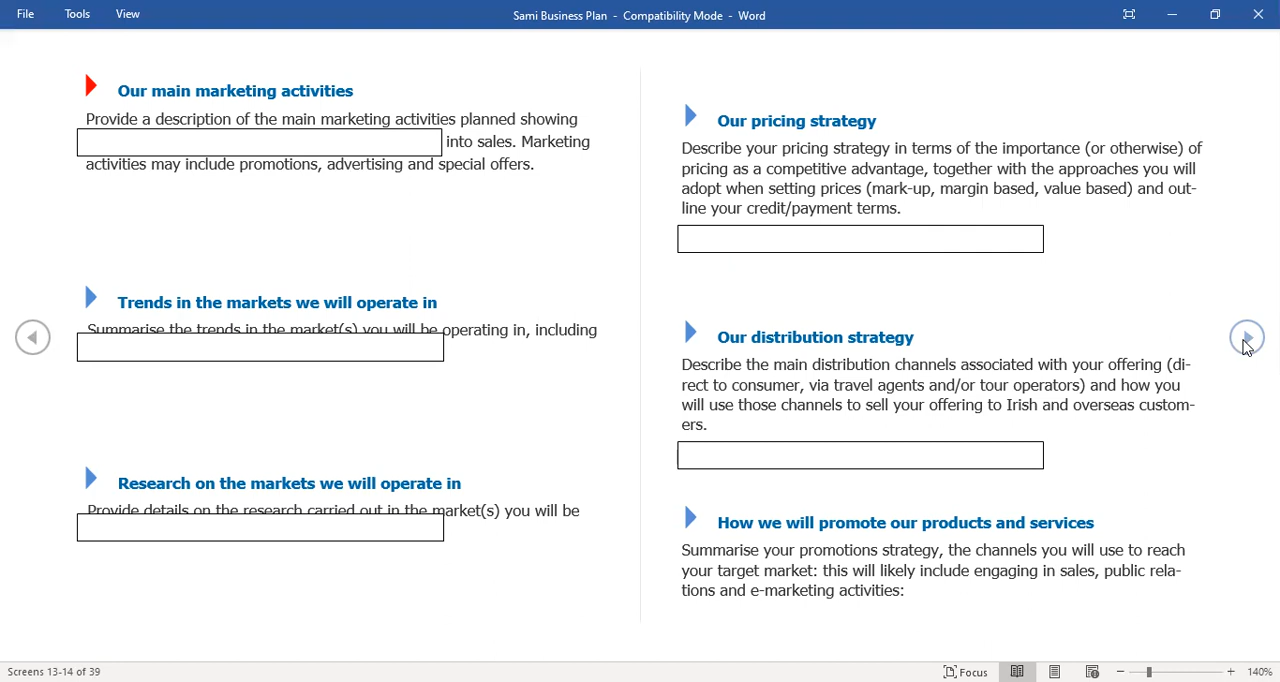 File Tools View
Sami Business Plan - Compatibility Mode - Word
Our main marketing activities
Provide a description of the main marketing activities planned showing
into sales. Marketing
activities may include promotions, advertising and special offers.
Trends in the markets we will operate in
Summarise the trends in the market(s) you will be operating in, including
Research on the markets we will operate in
Provide details on the research carried out in the market(s) you will be
Our pricing strategy
Describe your pricing strategy in terms of the importance (or otherwise) of
pricing as a competitive advantage, together with the approaches you will
adopt when setting prices (mark-up, margin based, value based) and out-
line your credit/payment terms.
Our distribution strategy
Describe the main distribution channels associated with your offering (di-
rect to consumer, via travel agents and/or tour operators) and how you
will use those channels to sell your offering to Irish and overseas custom-
ers.
How we will promote our products and services
Summarise your promotions strategy, the channels you will use to reach
your target market: this will likely include engaging in sales, public rela-
tions and e-marketing activities:
Screens 13-14 of 39
Focus
140%